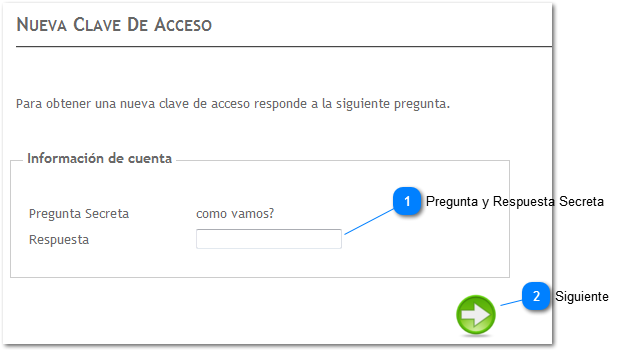 Nueva Clave De Acceso
Para obtener una nueva clave de acceso responde a la siguiente pregunta.
Información de cuenta
Pregunta Secreta como vamos?
1 Pregunta y Respuesta Secreta
Respuesta
2 Siguiente